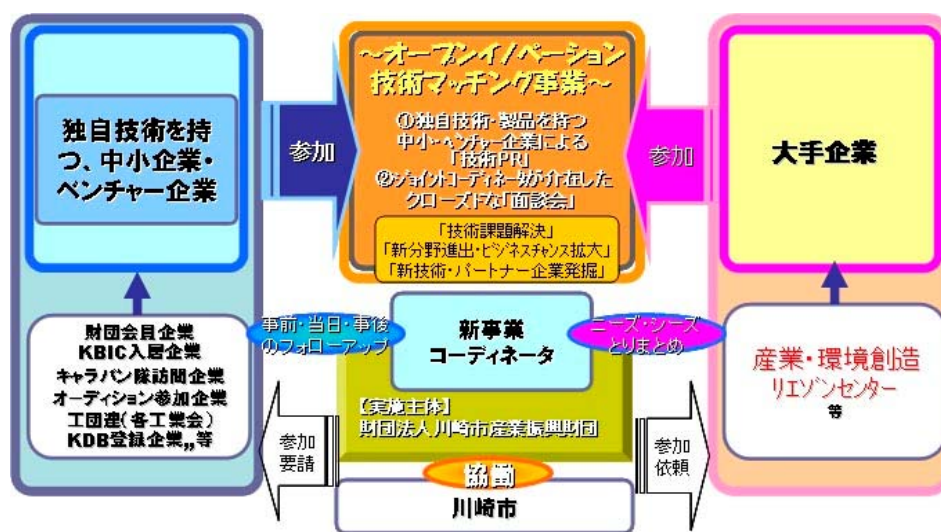 ～オープンイノベーション
技術マッチング事業～
①独自技術・製品を持つ
中小・ベンチャー企業による
「技術PR」
②ジョイントコーディネータが介在した
クローズドな「面談会」
「技術課題解決」
「新分野進出・ビジネスチャンス拡大」
「新技術・パートナー企業発掘」
独自技術を持
つ、中小企業・
ベンチャー企業
参加
参加
大手企業
財団会員企業
KBIC入居企業
キャラバン隊訪問企業
オーディション参加企業
工団連(各工業会)
KDB登録企業,,等
事前・当日・事後
のフォローアップ
新事業
コーディネータ
ニーズ・シーズ
とりまとめ
産業・環境創造
リエゾンセンター
等
【実施主体】
財団法人川崎市産業振興財団
参加
要請
協働
川崎市
参加
依頼